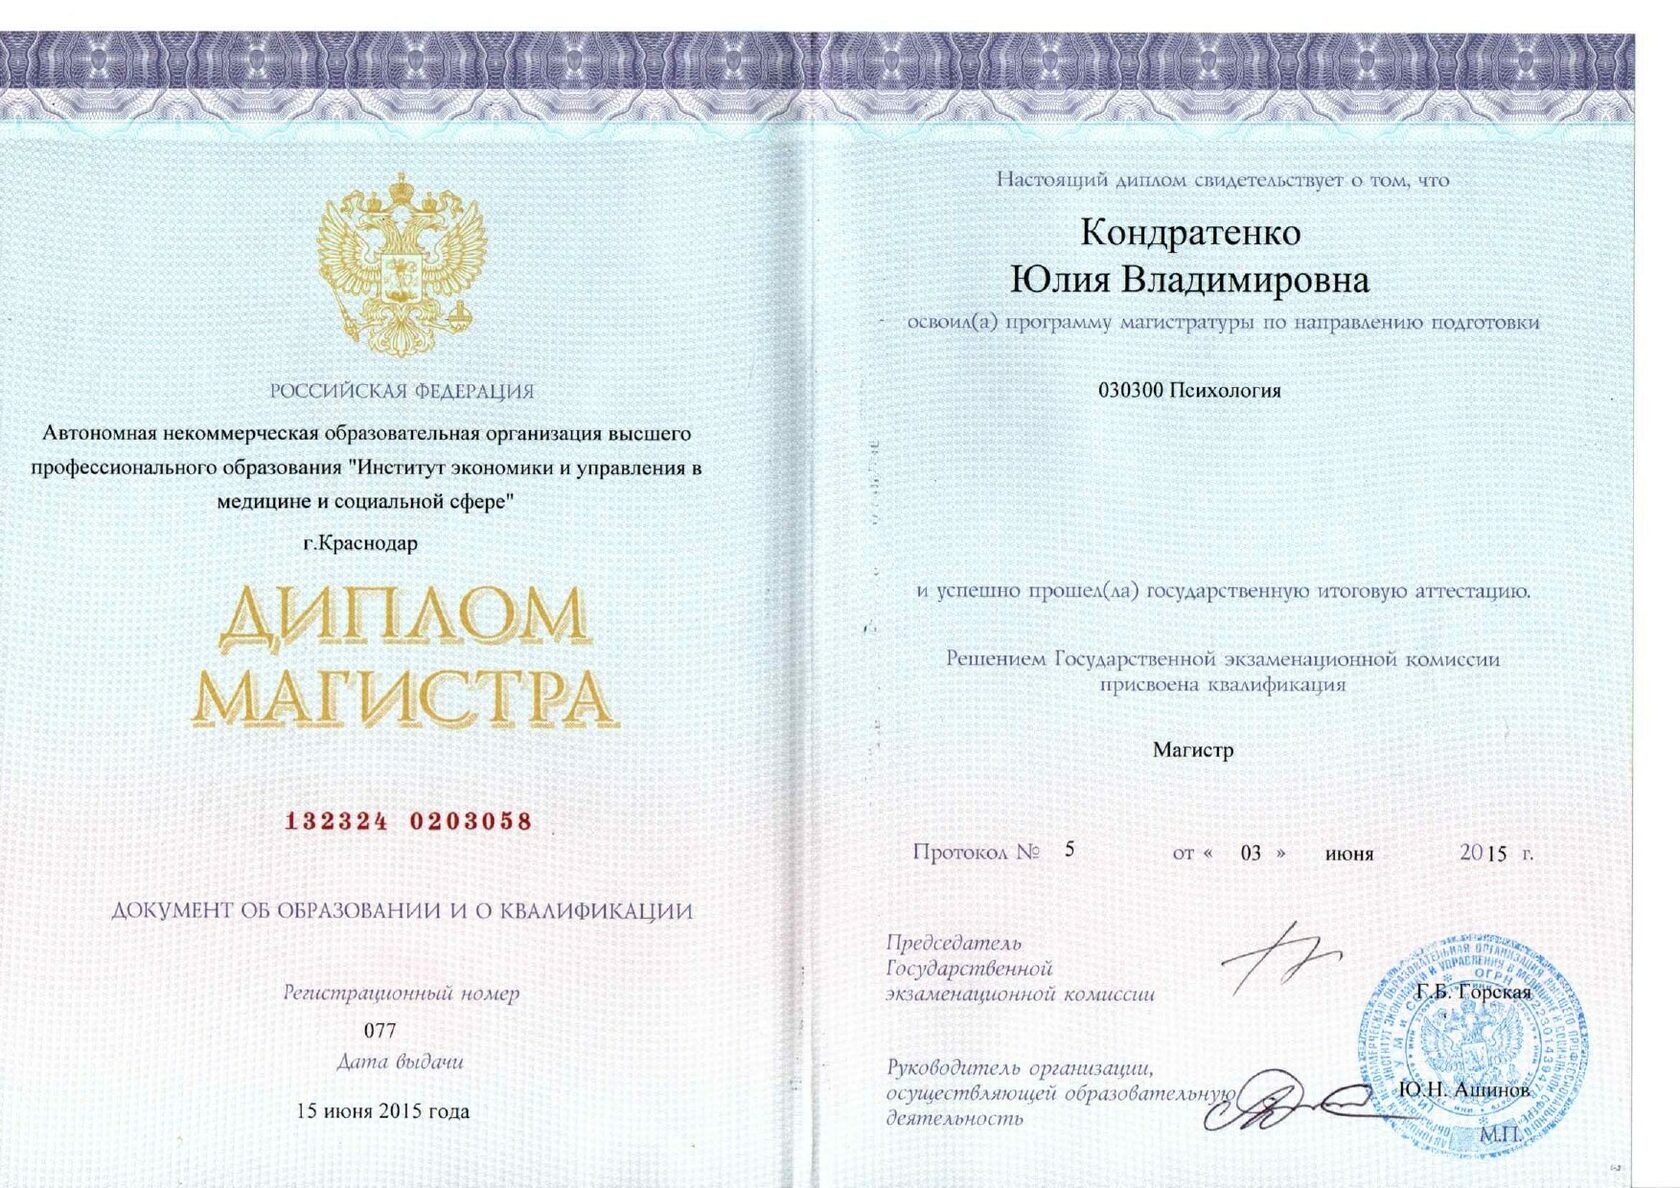 РОССИЙСКАЯ ФЕДЕРАЦИЯ
Автономная некоммерческая образовательная организация высшего
профессионального образования "Институт экономики и управления в
медицине и социальной сфере"
г.Краснодар
ДИПЛОМ
МАГИСТРА
132324 0203058
ДОКУМЕНТ ОБ ОБРАЗОВАНИИ И О КВАЛИФИКАЦИИ
Регистрационный номер
077
Дата выдачи
15 июня 2015 года
Настоящий диплом свидетельствует о том, что
Кондратенко
Юлия Владимировна
освоил(а) программу магистратуры по направлению подготовки
030300 Психология
и успешно прошел(ла) государственную итоговую аттестацию.
Решением Государственной экзаменационной комиссии
присвоена квалификация
Магистр
Протокол № 5 от « 03 » июня 2015 г.
Председатель
Государственной
экзаменационной комиссии
Г.Б. Горская
Руководитель организации,
осуществляющей образовательную
деятельность
Ю.Н. Ашинов
М.П.